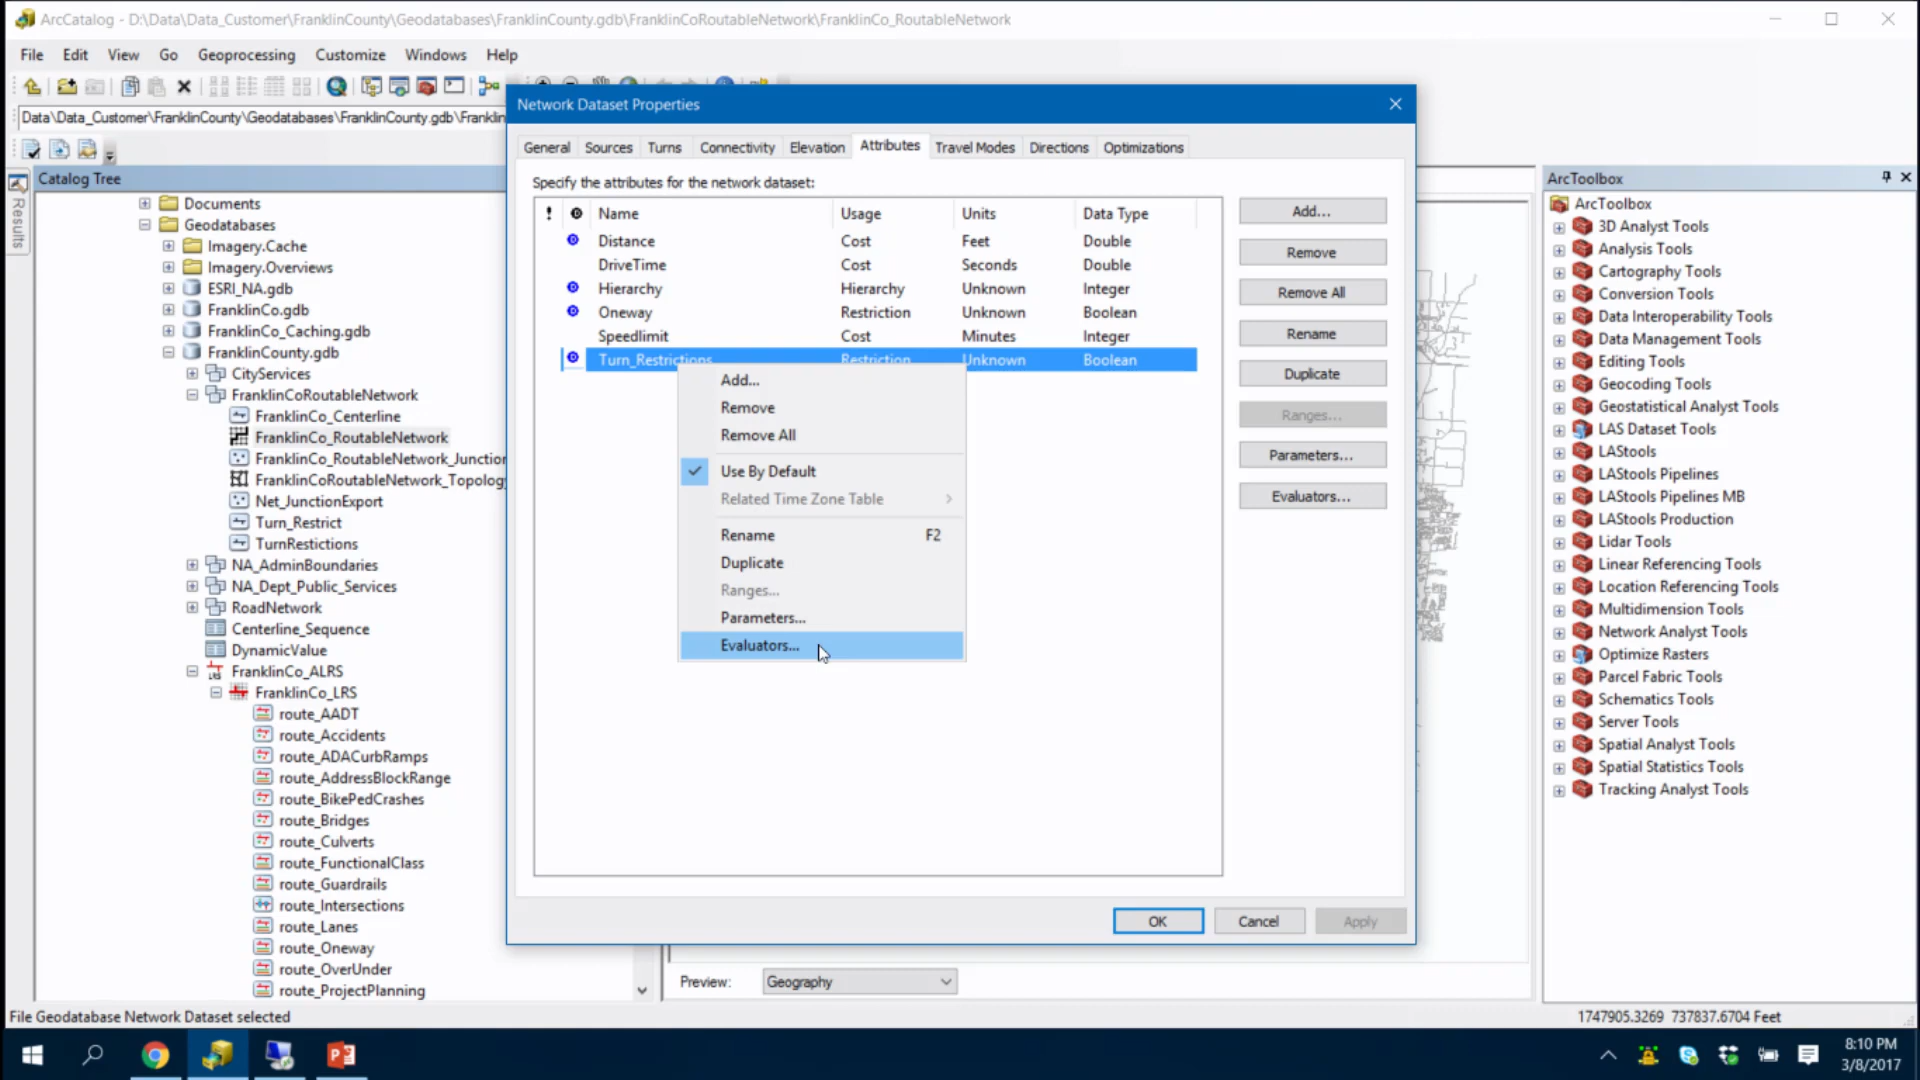 ArcCatalog - D:\Data\Data_Customer\FranklinCounty\Geodatabases\FranklinCounty.gdb\FranklinCoRoutableNetwork\FranklinCo_RoutableNetwork
File Edit View Go Geoprocessing Customize Windows Help
Data\Data_Customer\FranklinCounty\Geodatabases\FranklinCounty.gdb\Franklin
Results
Catalog Tree
Documents
Geodatabases
Imagery.Cache
Imagery.Overviews
ESRI_NA.gdb
FranklinCo.gdb
FranklinCo_Caching.gdb
FranklinCounty.gdb
CityServices
FranklinCoRoutableNetwork
FranklinCo_Centerline
FranklinCo_RoutableNetwork
FranklinCo_RoutableNetwork_Junction
FranklinCoRoutableNetwork_Topology
Net_JunctionExport
Turn_Restrict
TurnRestictions
NA_AdminBoundaries
NA_Dept_Public_Services
RoadNetwork
Centerline_Sequence
DynamicValue
FranklinCo_ALRS
FranklinCo_LRS
route_AADT
route_Accidents
route_ADACurbRamps
route_AddressBlockRange
route_BikePedCrashes
route_Bridges
route_Culverts
route_FunctionalClass
route_Guardrails
route_Intersections
route_Lanes
route_Oneway
route_OverUnder
route_ProjectPlanning
Network Dataset Properties
General Sources Turns Connectivity Elevation Attributes Travel Modes Directions Optimizations
Specify the attributes for the network dataset:
! Name Usage Units Data Type
Distance Cost Feet Double
DriveTime Cost Seconds Double
Hierarchy Hierarchy Unknown Integer
Oneway Restriction Unknown Boolean
Speedlimit Cost Minutes Integer
Turn_Restrictions Restriction Unknown Boolean
Add...
Remove
Remove All
Use By Default
Related Time Zone Table
Rename F2
Duplicate
Ranges...
Parameters...
Evaluators...
Add...
Remove
Remove All
Rename
Duplicate
Ranges...
Parameters...
Evaluators...
OK Cancel Apply
Preview: Geography
ArcToolbox
ArcToolbox
3D Analyst Tools
Analysis Tools
Cartography Tools
Conversion Tools
Data Interoperability Tools
Data Management Tools
Editing Tools
Geocoding Tools
Geostatistical Analyst Tools
LAS Dataset Tools
LAStools
LAStools Pipelines
LAStools Pipelines MB
LAStools Production
Lidar Tools
Linear Referencing Tools
Location Referencing Tools
Multidimension Tools
Network Analyst Tools
Optimize Rasters
Parcel Fabric Tools
Schematics Tools
Server Tools
Spatial Analyst Tools
Spatial Statistics Tools
Tracking Analyst Tools
File Geodatabase Network Dataset selected
1747905.3269 737837.6704 Feet
8:10 PM
3/8/2017